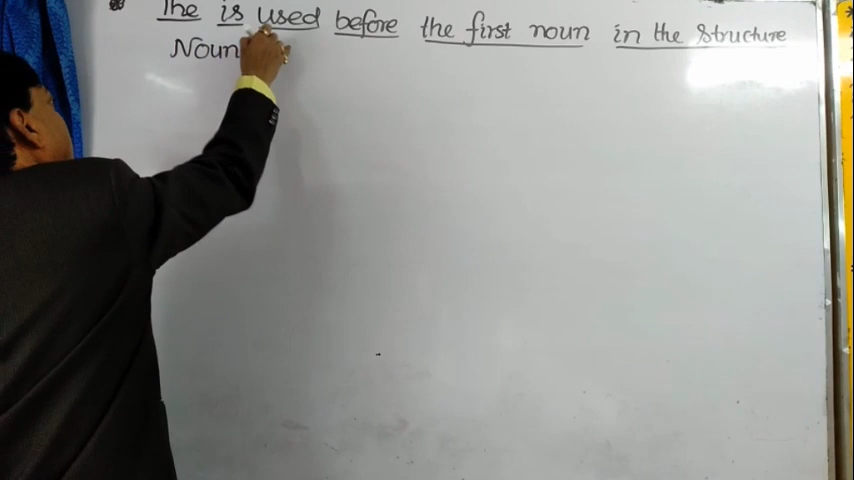 The is used before the first noun in the structure
Noun